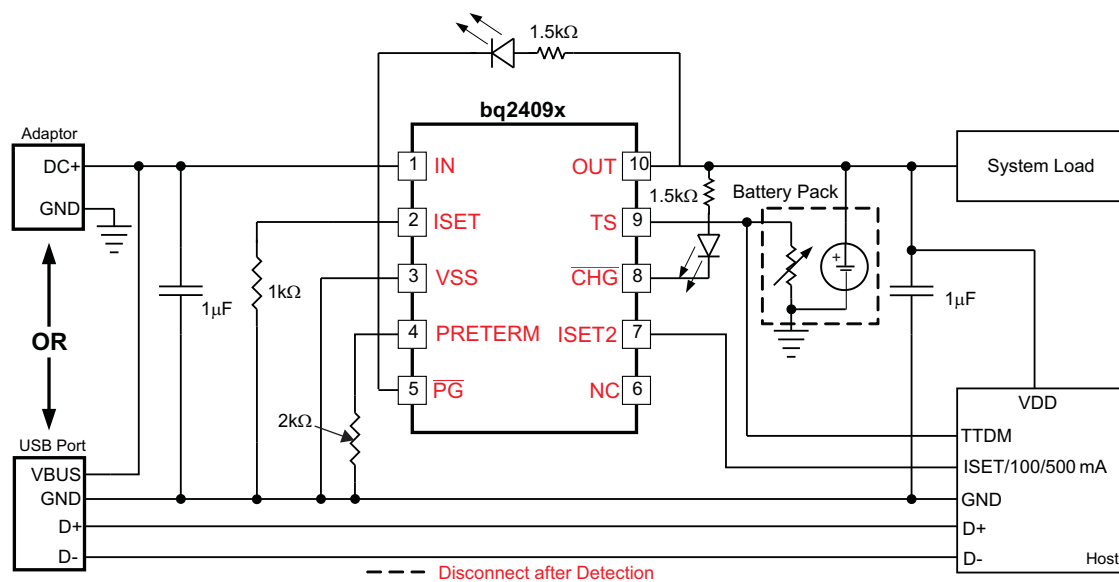 1.5kΩ
bq2409x
Adaptor
DC+
GND
1
IN
OUT
10
System Load
1.5kΩ
Battery Pack
2
ISET
TS
9
+
3
VSS
CHG
8
1kΩ
1μF
1μF
OR
4
PRETERM
ISET2
7
5
PG
NC
6
2kΩ
VDD
USB Port
TTDM
VBUS
ISET/100/500 mA
GND
GND
D+
D+
D-
D-
Host
Disconnect after Detection